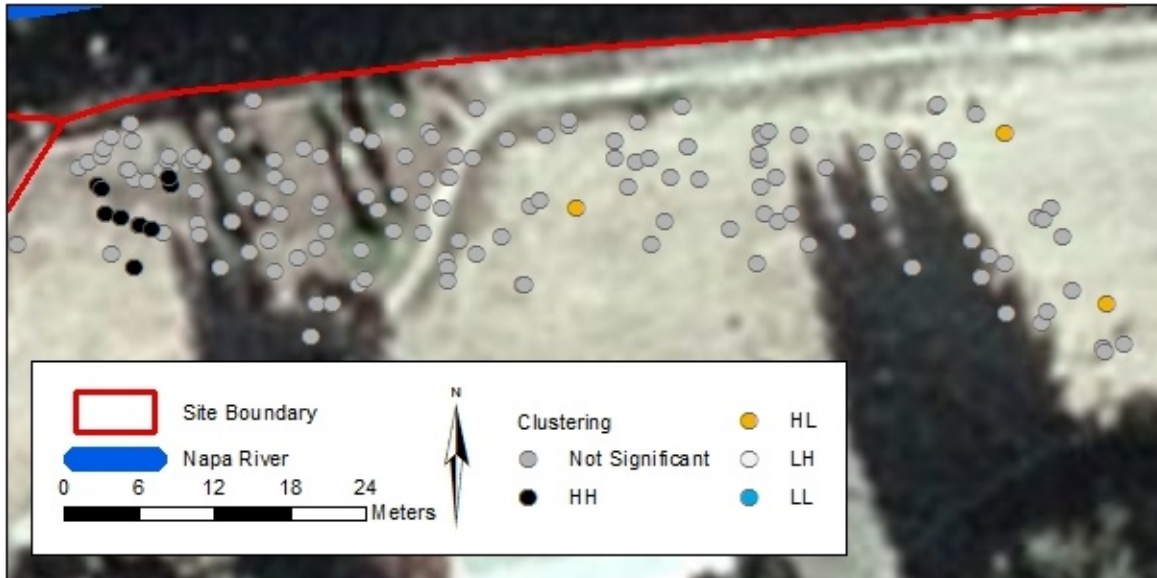 Site Boundary
Napa River
0 6 12 18 24
Meters
N
Clustering
Not Significant
HH
HL
LH
LL